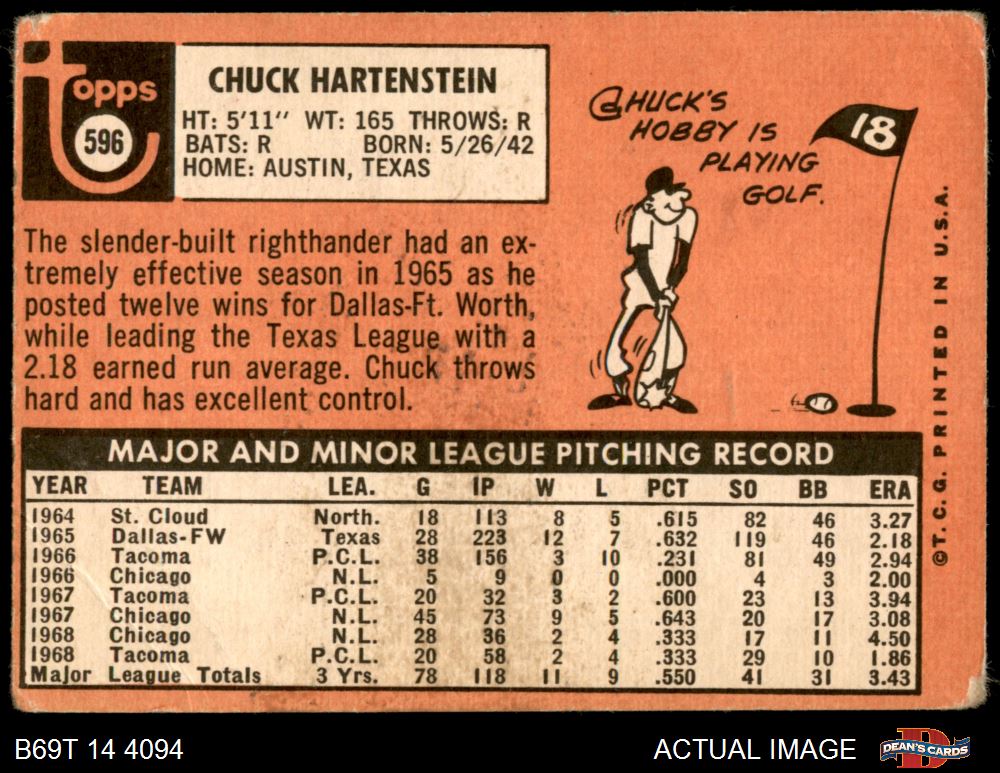 topps
596
CHUCK HARTENSTEIN
HT: 5'11" WT: 165 THROWS: R
BATS: R BORN: 5/26/42
HOME: AUSTIN, TEXAS
CHUCK'S
HOBBY IS
PLAYING
GOLF.
18
The slender-built righthander had an ex-
tremely effective season in 1965 as he
posted twelve wins for Dallas-Ft. Worth,
while leading the Texas League with a
2.18 earned run average. Chuck throws
hard and has excellent control.
©T. C. G. PRINTED IN U.S.A.
MAJOR AND MINOR LEAGUE PITCHING RECORD
YEAR TEAM LEA. G IP W L PCT SO BB ERA
1964 St. Cloud North. 18 113 8 5 .615 82 46 3.27
1965 Dallas-FW Texas 28 223 12 7 .632 119 46 2.18
1966 Tacoma P.C.L. 38 156 3 10 .231 81 49 2.94
1966 Chicago N.L. 5 9 0 0 .000 4 3 2.00
1967 Tacoma P.C.L. 20 32 3 2 .600 23 13 3.94
1967 Chicago N.L. 45 73 9 5 .643 20 17 3.08
1968 Chicago N.L. 28 36 2 4 .333 17 11 4.50
1968 Tacoma P.C.L. 20 58 2 4 .333 29 10 1.86
Major League Totals 3 Yrs. 78 118 11 9 .550 41 31 3.43
B69T 14 4094
ACTUAL IMAGE
DEAN'S CARDS